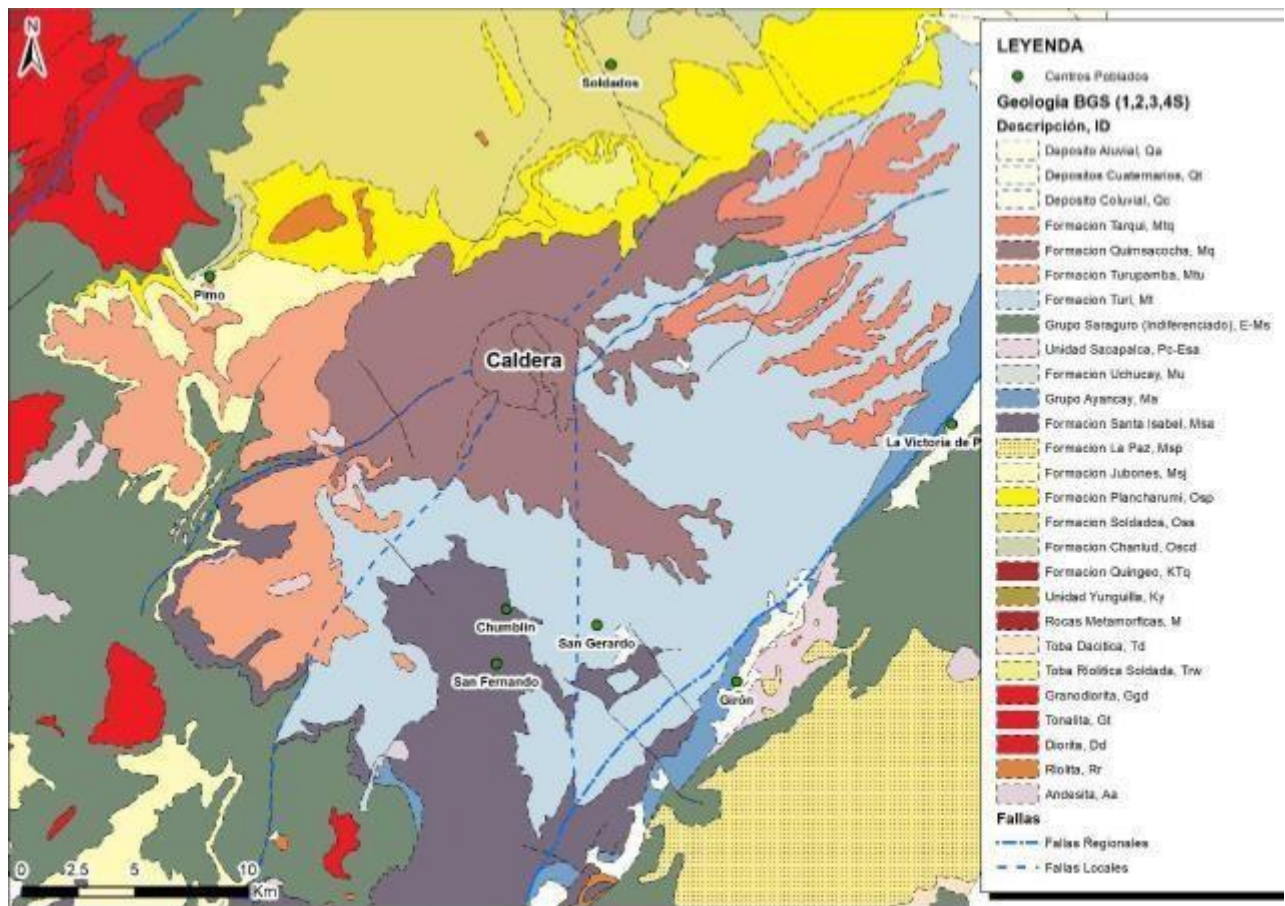 N
Soldados
Pimo
Caldera
La Victoria de P
Chumblin
San Gerardo
San Fernando
Girón
0 2.5 5 10
Km
LEYENDA
Centros Poblados
Geología BGS (1,2,3,4S)
Descripción, ID
Deposito Aluvial, Qa
Depositos Cuaternarios, Qt
Deposito Coluvial, Qc
Formacion Tarqui, Mtq
Formacion Quimsacocha, Mq
Formacion Turupamba, Mtu
Formacion Turi, Mt
Grupo Saraguro (Indiferenciado), E-Ms
Unidad Sacapalca, Pc-Esa
Formacion Uchucay, Mu
Grupo Ayancay, Ma
Formacion Santa Isabel, Msa
Formacion La Paz, Msp
Formacion Jubones, Msj
Formacion Plancharumi, Osp
Formacion Soldados, Oss
Formacion Chanlud, Oscd
Formacion Quingeo, KTq
Unidad Yunguilla, Ky
Rocas Metamorficas, M
Toba Dacitica, Td
Toba Riolitica Soldada, Trw
Granodiorita, Ggd
Tonalita, Gt
Diorita, Dd
Riolita, Rr
Andesita, Aa
Fallas
Fallas Regionales
Fallas Locales